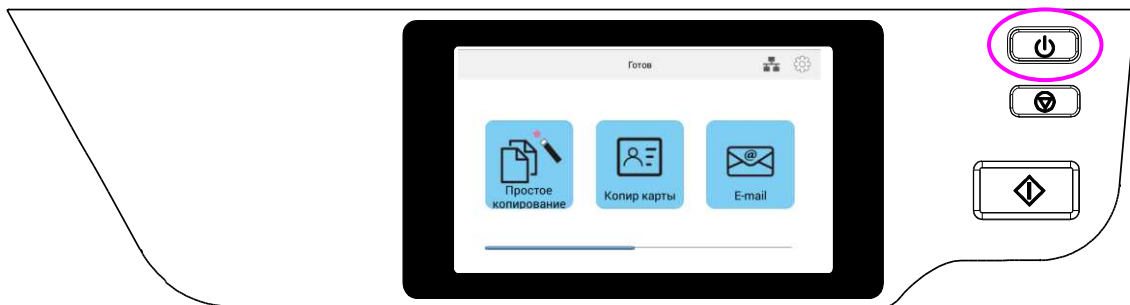 Готов
@
Простое
копирование
Копир карты
E-mail